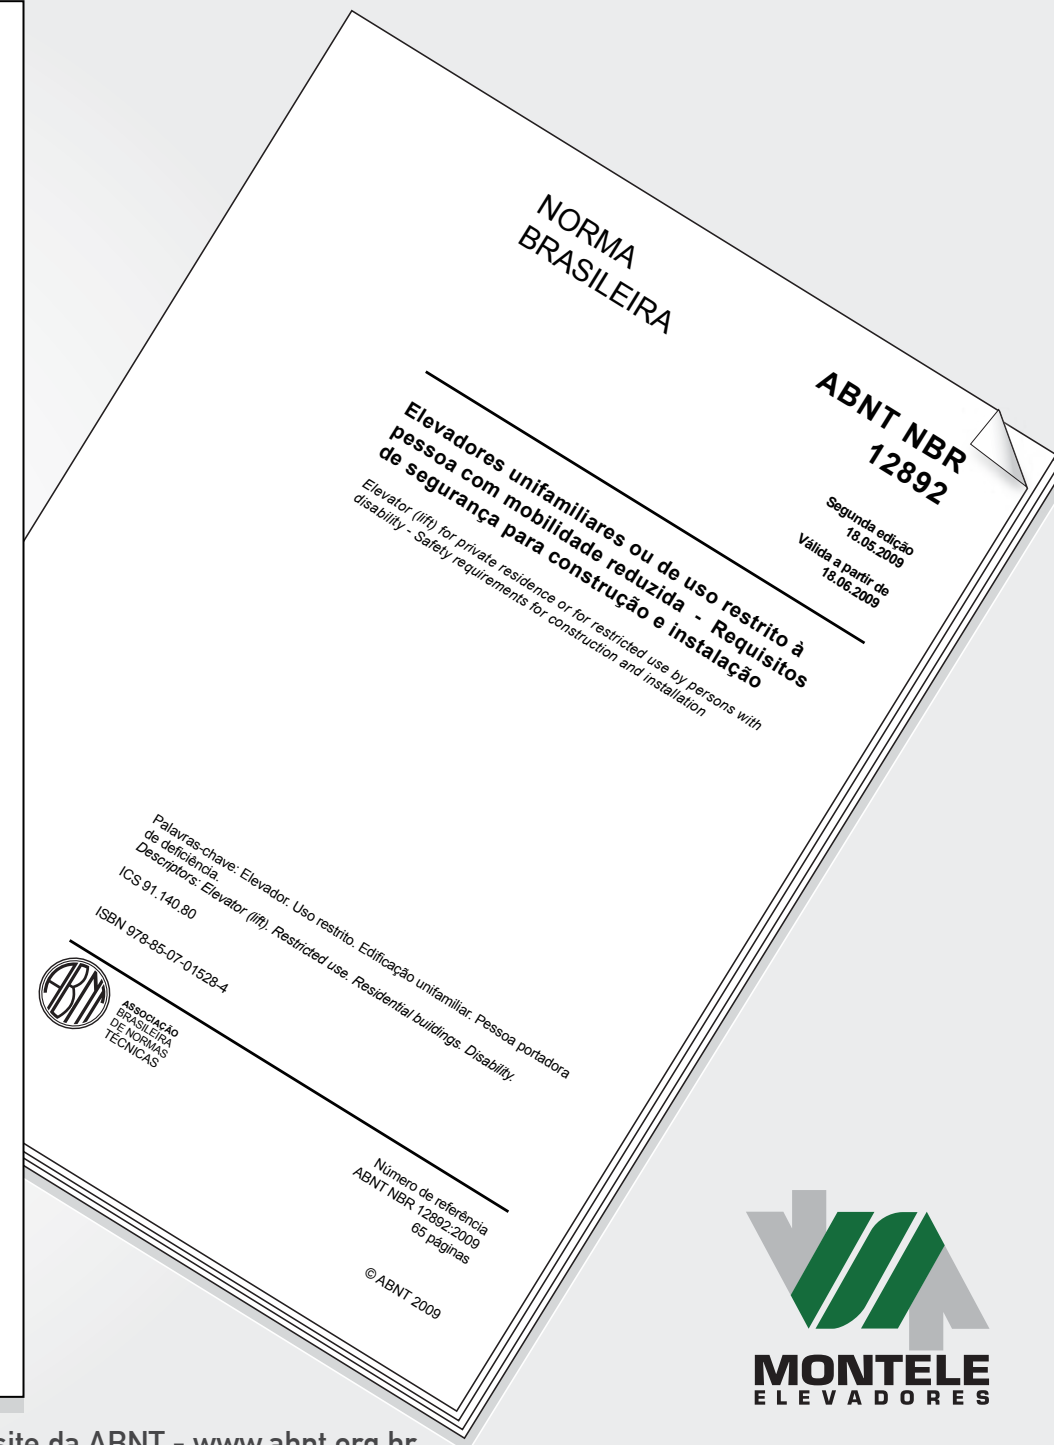 NORMA
BRASILEIRA
ABNT NBR
12892
Segunda edição
18.05.2009
Válida a partir de
18.06.2009
Elevadores unifamiliares ou de uso restrito à
pessoa com mobilidade reduzida - Requisitos
de segurança para construção e instalação
Elevator (lift) for private residence or for restricted use by persons with
disability - Safety requirements for construction and installation
Palavras-chave: Elevador. Uso restrito. Edificação unifamiliar. Pessoa portadora
de deficiência.
Descriptors: Elevator (lift). Restricted use. Residential buildings. Disability.
ICS 91.140.80
ISBN 978-85-07-01528-4
ABNT
ASSOCIAÇÃO
BRASILEIRA
DE NORMAS
TÉCNICAS
Número de referência
ABNT NBR 12892:2009
65 páginas
© ABNT 2009
MONTELE
ELEVADORES
site da ABNT - www.abnt.org.br